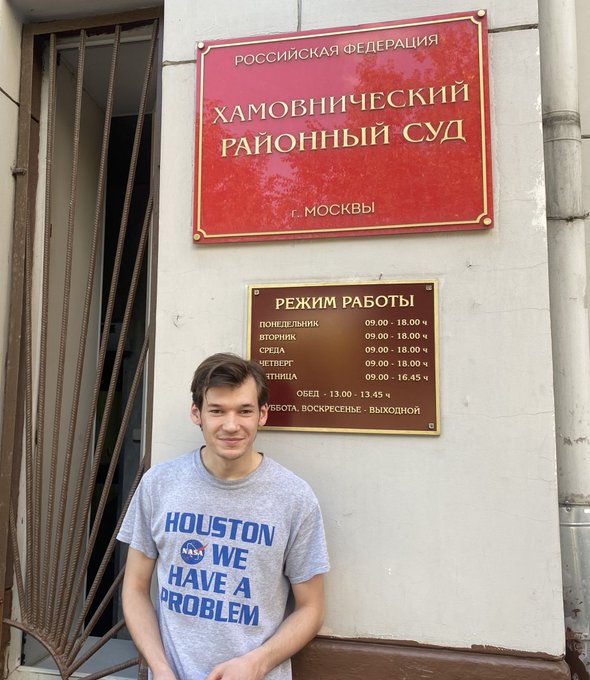 РОССИЙСКАЯ ФЕДЕРАЦИЯ
ХАМОВНИЧЕСКИЙ
РАЙОННЫЙ СУД
г. МОСКВЫ
РЕЖИМ РАБОТЫ
ПОНЕДЕЛЬНИК 09.00 - 18.00 ч
ВТОРНИК 09.00 - 18.00 ч
СРЕДА 09.00 - 18.00 ч
ЧЕТВЕРГ 09.00 - 18.00 ч
ПЯТНИЦА 09.00 - 16.45 ч
ОБЕД - 13.00 - 13.45 ч
СУББОТА, ВОСКРЕСЕНЬЕ - ВЫХОДНОЙ
HOUSTON
NASA WE
HAVE A
PROBLEM